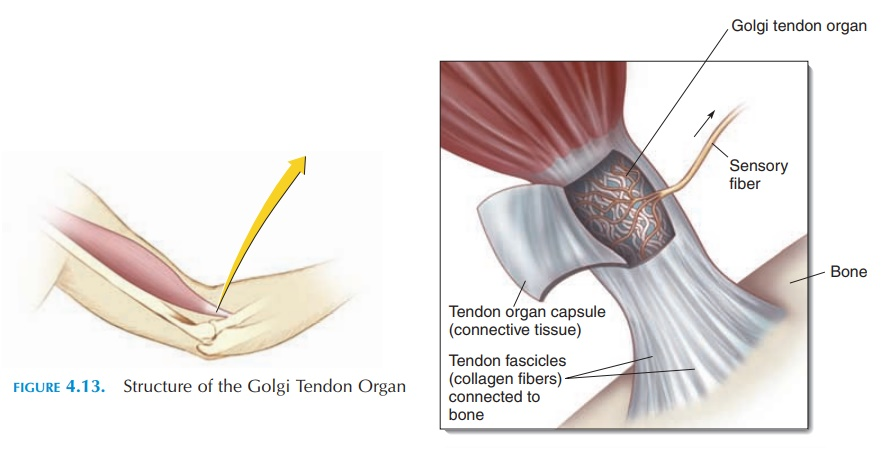 Golgi tendon organ
Sensory
fiber
Bone
Tendon organ capsule
(connective tissue)
Tendon fascicles
(collagen fibers)
connected to
bone
FIGURE 4.13. Structure of the Golgi Tendon Organ